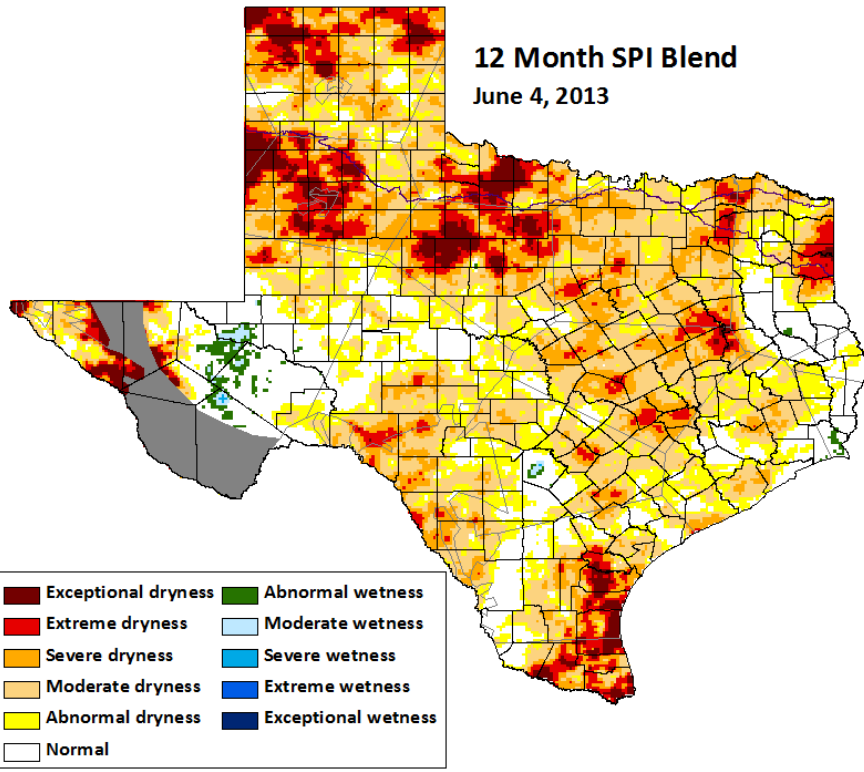 12 Month SPI Blend
June 4, 2013
Exceptional dryness
Extreme dryness
Severe dryness
Moderate dryness
Abnormal dryness
Normal
Abnormal wetness
Moderate wetness
Severe wetness
Extreme wetness
Exceptional wetness